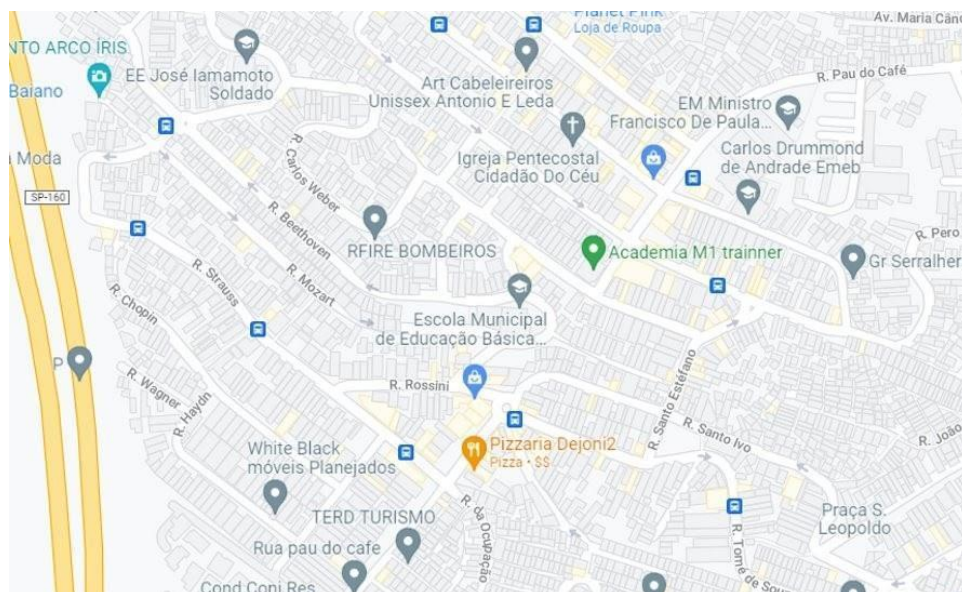 Planet Pink
Loja de Roupa
Av. Maria Când
NTO ARCO ÍRIS
Baiano
EE José Iamamoto
Soldado
Art Cabeleireiros
Unissex Antonio E Leda
R. Pau do Café
EM Ministro
Francisco De Paula...
Igreja Pentecostal
Cidadão Do Céu
Carlos Drummond
de Andrade Emeb
Moda
SP-160
R. Carlos Weber
R. Beethoven
RFIRE BOMBEIROS
Academia M1 trainner
R. Pero
Gr Serralher
R. Strauss
R. Mozart
R. Chopin
Escola Municipal
de Educação Básica...
P
R. Wagner
R. Haydn
R. Rossini
R. Santo Estéfano
R. Santo Ivo
R. João
White Black
móveis Planejados
Pizzaria Dejoni2
Pizza · $$
TERD TURISMO
R. da Ocupação
Praça S.
Leopoldo
Rua pau do cafe
R. Tomé de Sou
Cond Conj Res